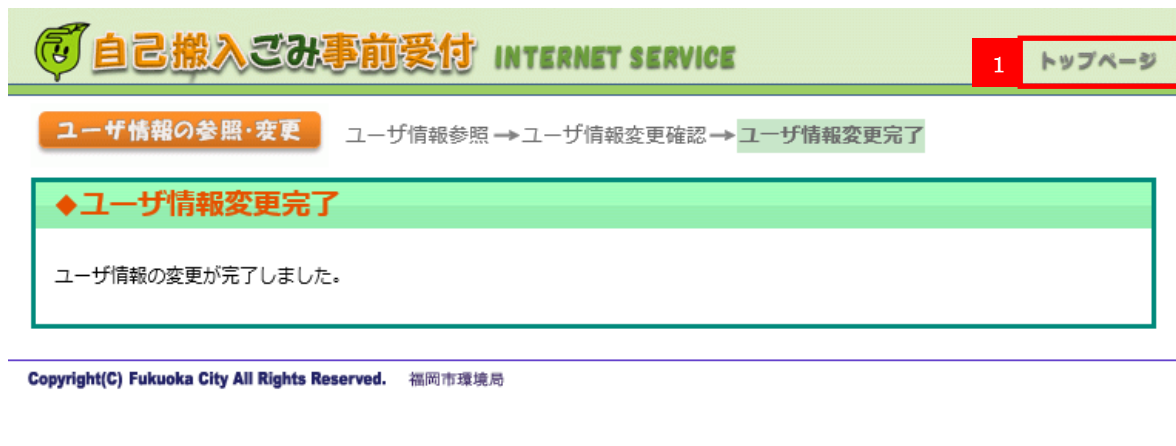 自己搬入ごみ事前受付 INTERNET SERVICE
1 トップページ
ユーザ情報の参照・変更 ユーザ情報参照➞ユーザ情報変更確認➞ユーザ情報変更完了
◆ユーザ情報変更完了
ユーザ情報の変更が完了しました。
Copyright(C) Fukuoka City All Rights Reserved. 福岡市環境局